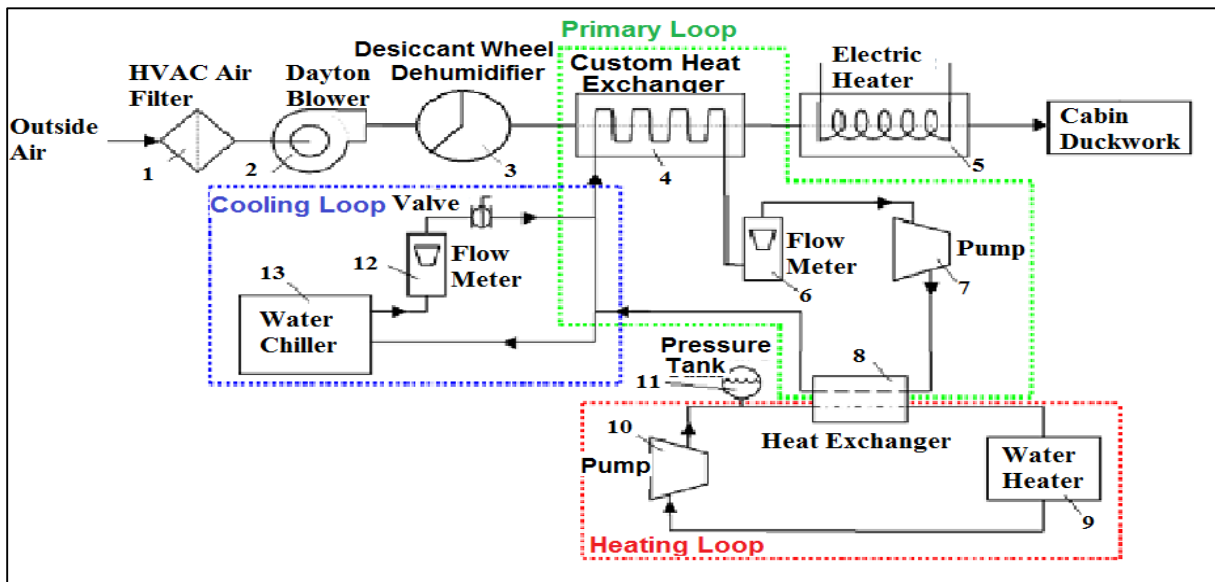 Primary Loop
Desiccant Wheel
Dehumidifier
Electric
Heater
HVAC Air
Filter
Dayton
Blower
Custom Heat
Exchanger
Outside
Air
Cabin
Duckwork
1
2
3
4
5
Cooling Loop
Valve
12
Flow
Meter
Flow
Meter
Pump
6
7
13
Water
Chiller
Pressure
Tank
11
8
10
Heat Exchanger
Pump
Water
Heater
9
Heating Loop